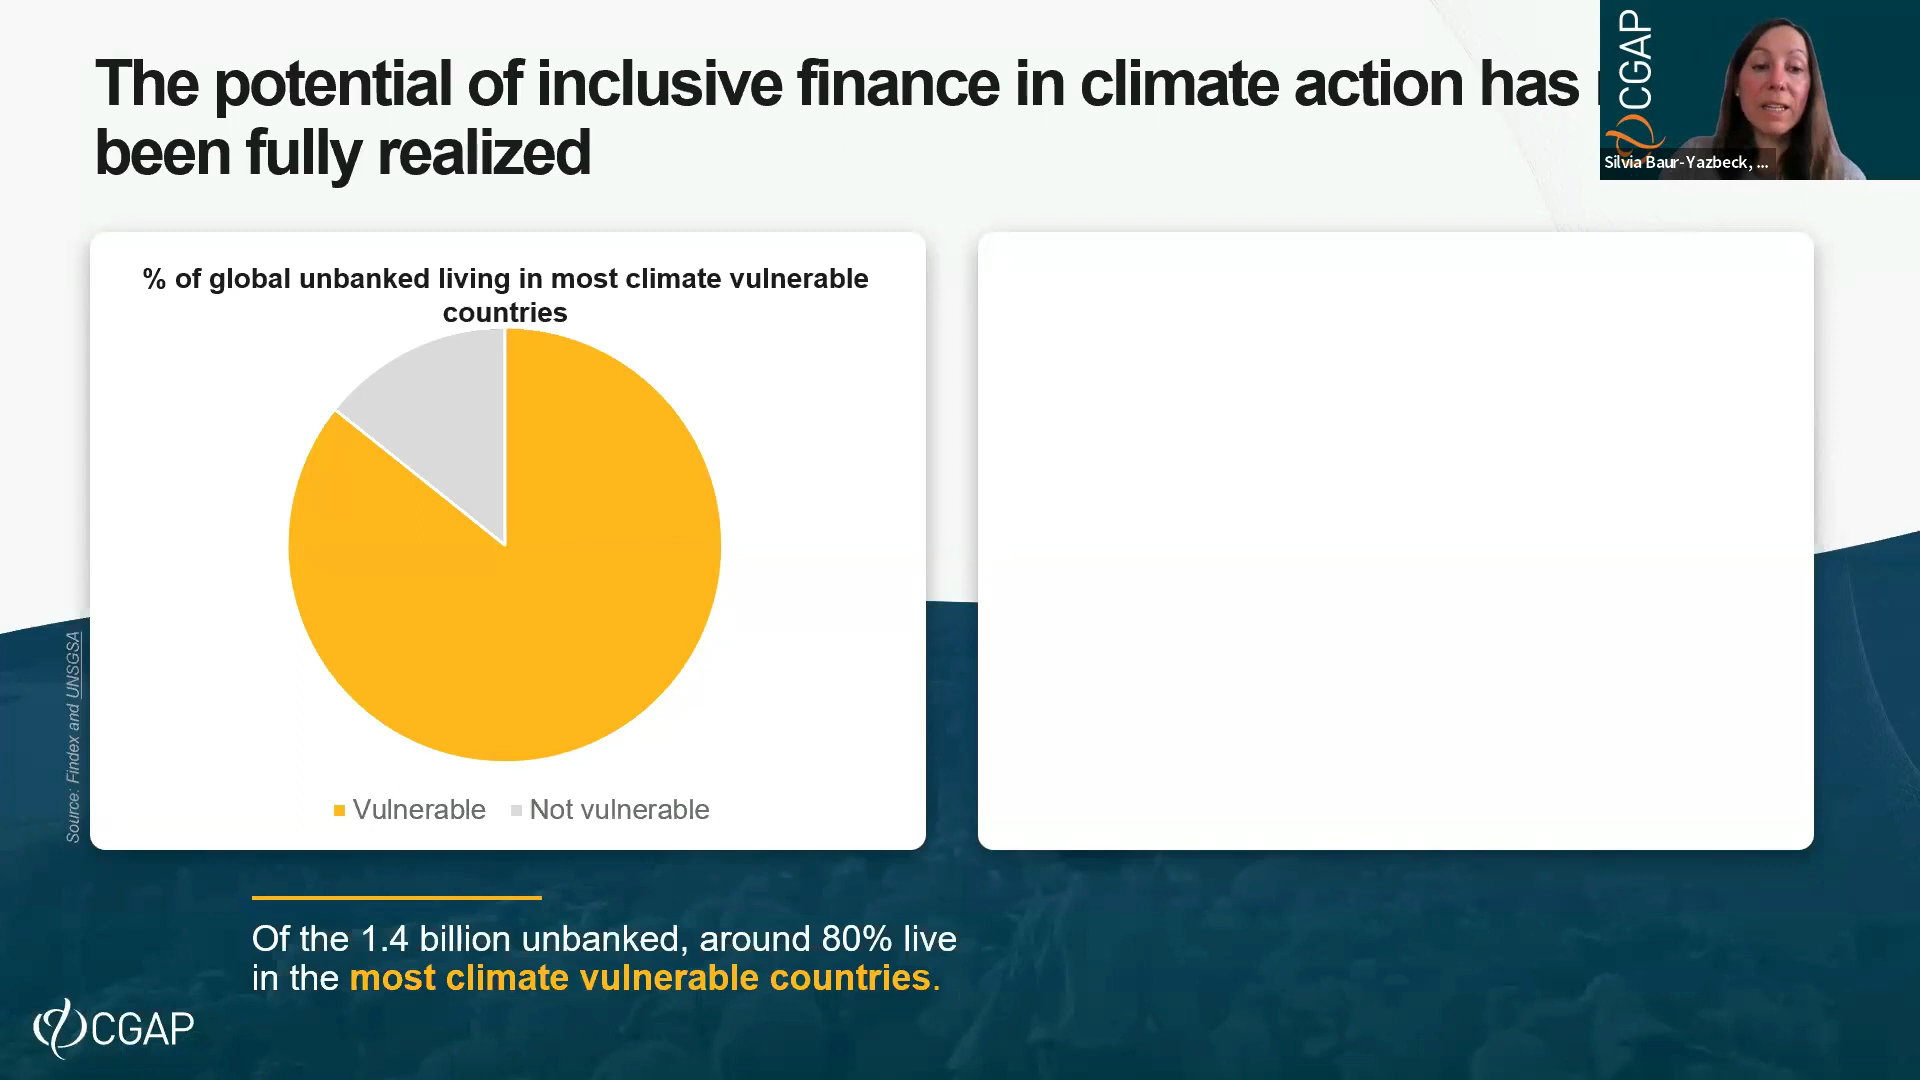 The potential of inclusive finance in climate action has
been fully realized
CGAP
Silvia Baur-Yazbeck, ...
% of global unbanked living in most climate vulnerable
countries
Vulnerable Not vulnerable
Source: Findex and UNSGSA
Of the 1.4 billion unbanked, around 80% live
in the most climate vulnerable countries.
CGAP